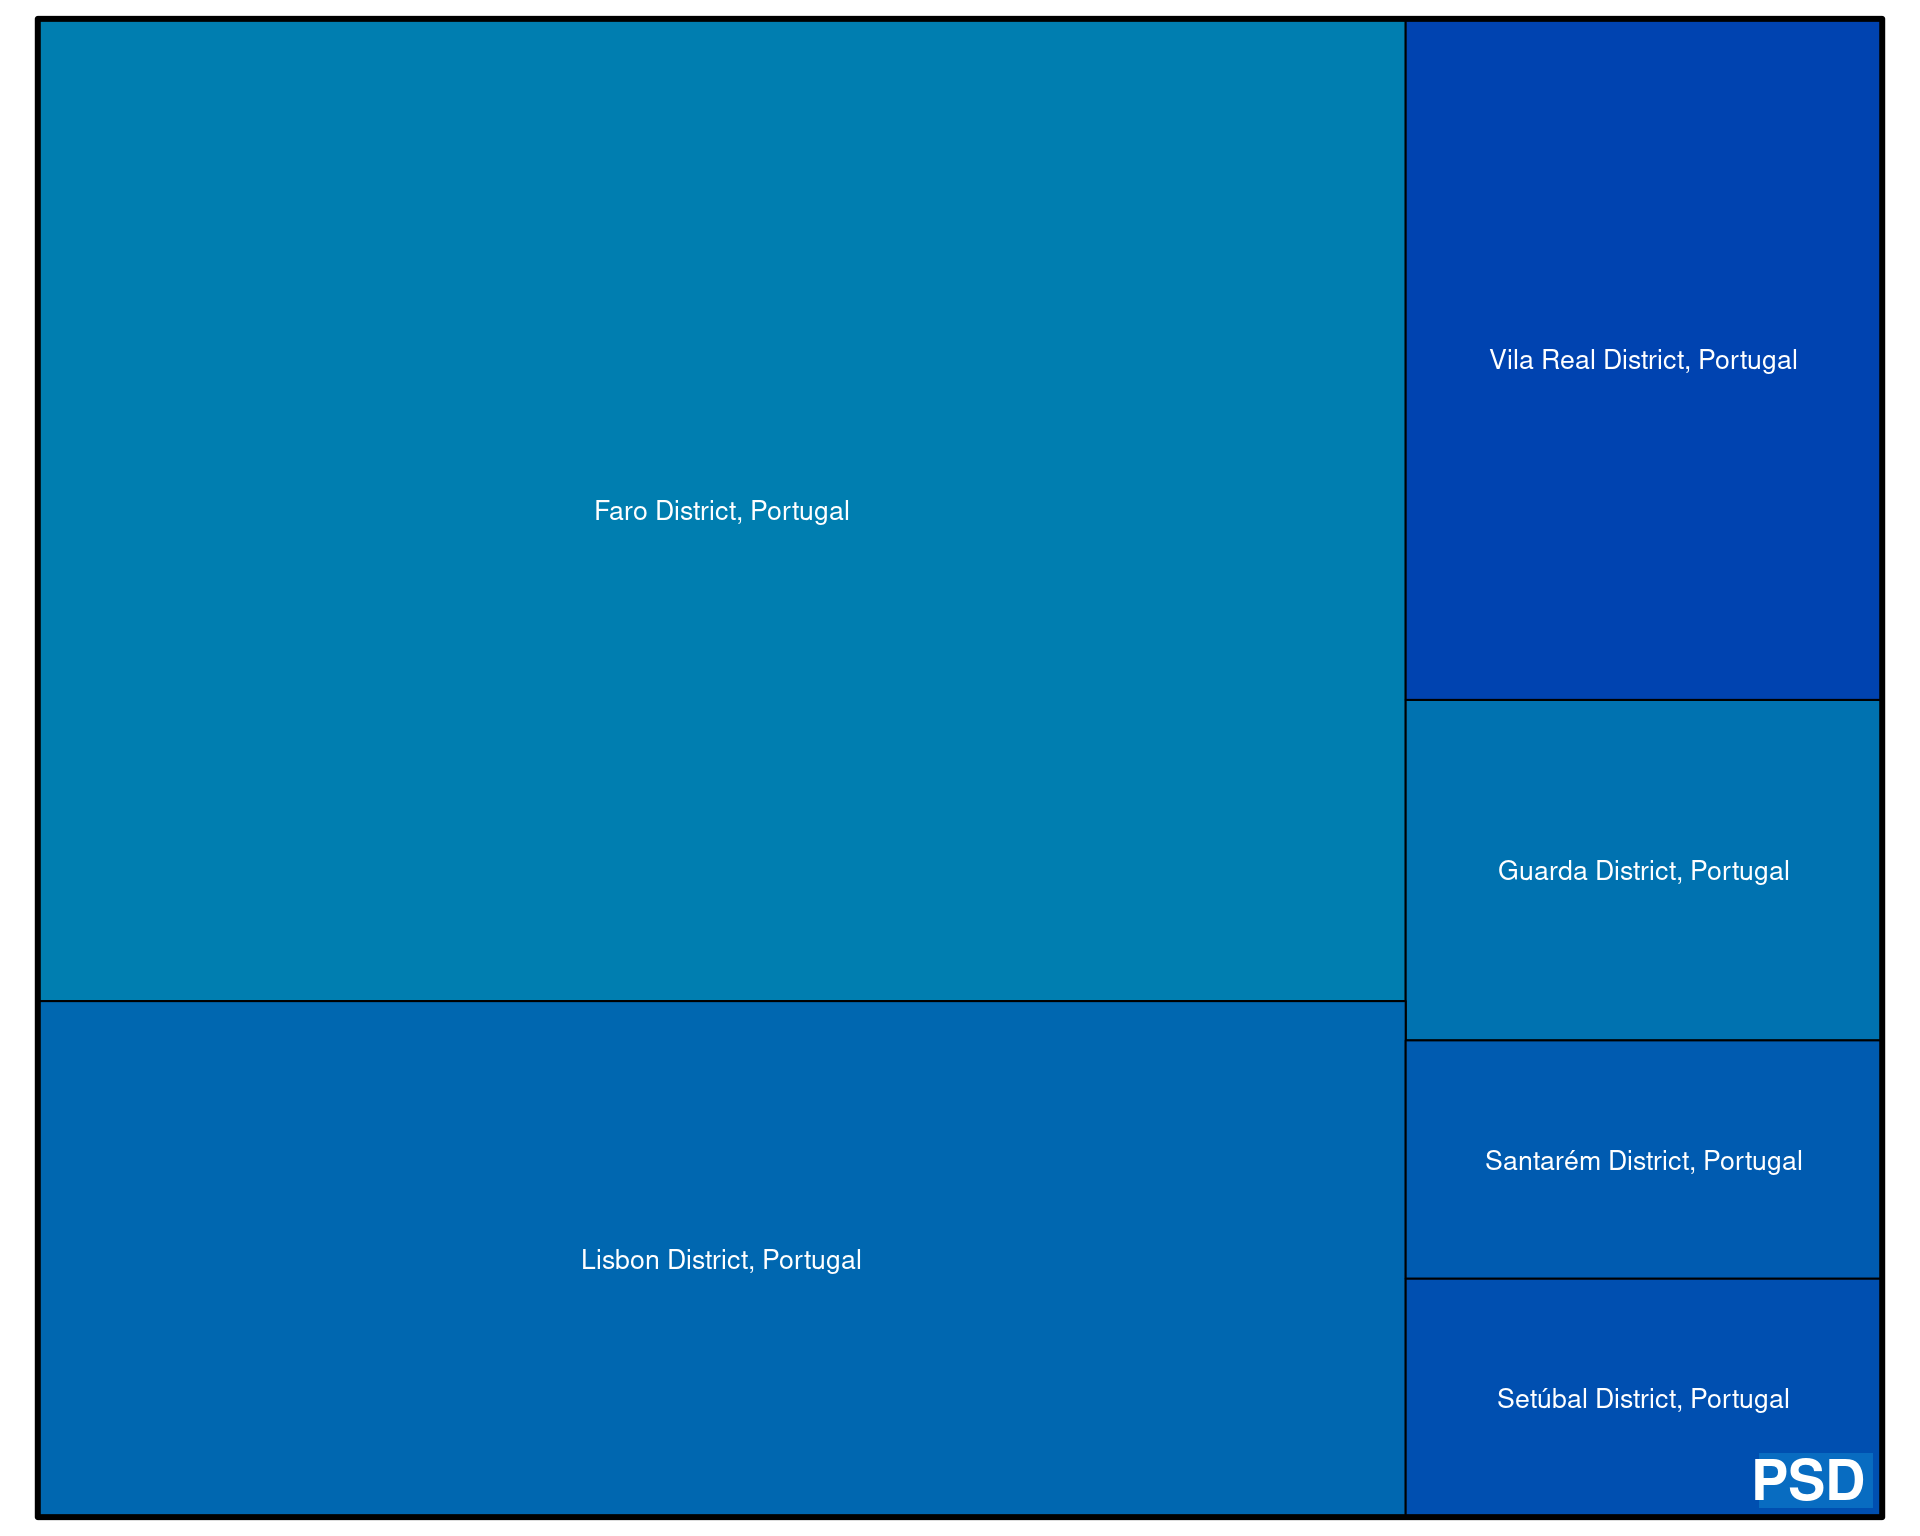 Faro District, Portugal
Lisbon District, Portugal
Vila Real District, Portugal
Guarda District, Portugal
Santarém District, Portugal
Setúbal District, Portugal
PSD